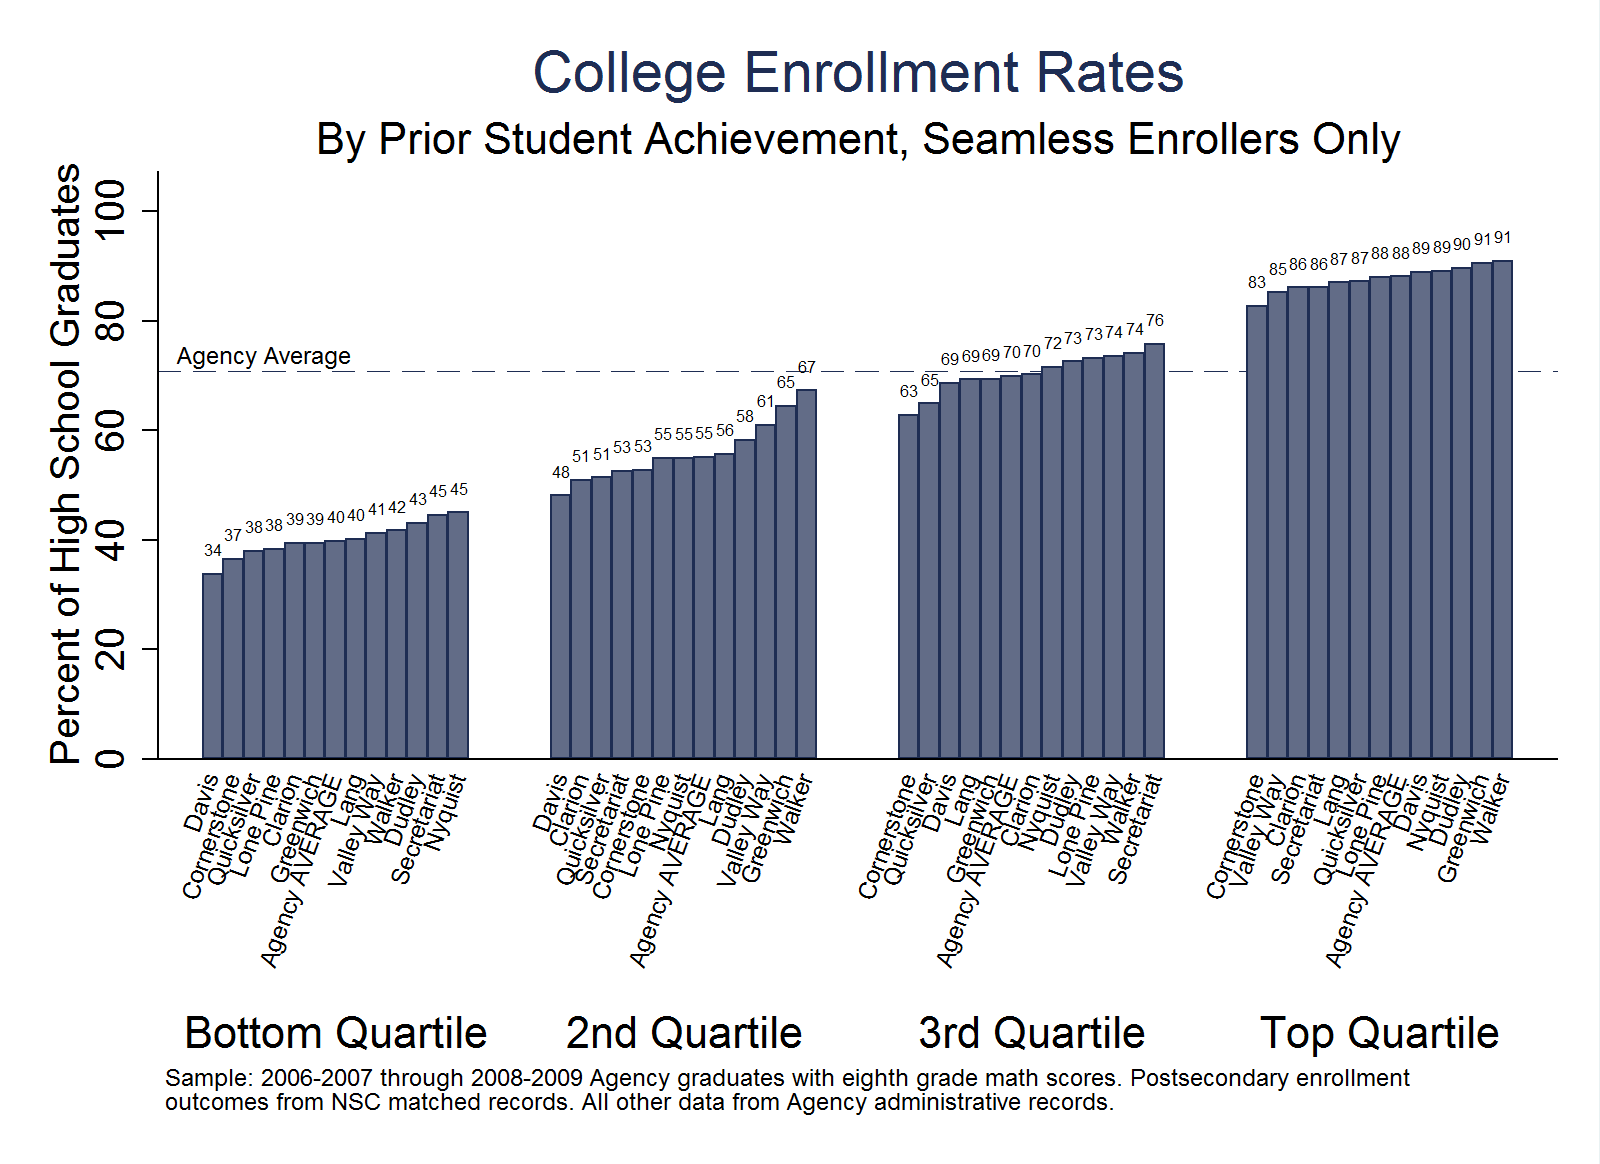 College Enrollment Rates
By Prior Student Achievement, Seamless Enrollers Only
Percent of High School Graduates
100
80
60
40
20
0
Agency Average
34 37 38 38 39 39 40 40 41 42 43 45 45
48 51 51 53 53 55 55 55 56 58 61 65 67
63 65 69 69 69 70 70 72 73 73 74 74 76
83 85 86 86 87 87 88 88 89 89 90 91 91
Davis
Cornerstone
Quicksilver
Lone Pine
Clarion
Greenwich
Agency AVERAGE
Lang
Valley Way
Walker
Dudley
Secretariat
Nyquist
Davis
Clarion
Quicksilver
Secretariat
Cornerstone
Lone Pine
Nyquist
Agency AVERAGE
Lang
Dudley
Valley Way
Greenwich
Walker
Cornerstone
Quicksilver
Davis
Lang
Greenwich
Agency AVERAGE
Clarion
Nyquist
Dudley
Lone Pine
Valley Way
Walker
Secretariat
Cornerstone
Valley Way
Clarion
Secretariat
Lang
Quicksilver
Lone Pine
Agency AVERAGE
Davis
Nyquist
Dudley
Greenwich
Walker
Bottom Quartile
2nd Quartile
3rd Quartile
Top Quartile
Sample: 2006-2007 through 2008-2009 Agency graduates with eighth grade math scores. Postsecondary enrollment
outcomes from NSC matched records. All other data from Agency administrative records.